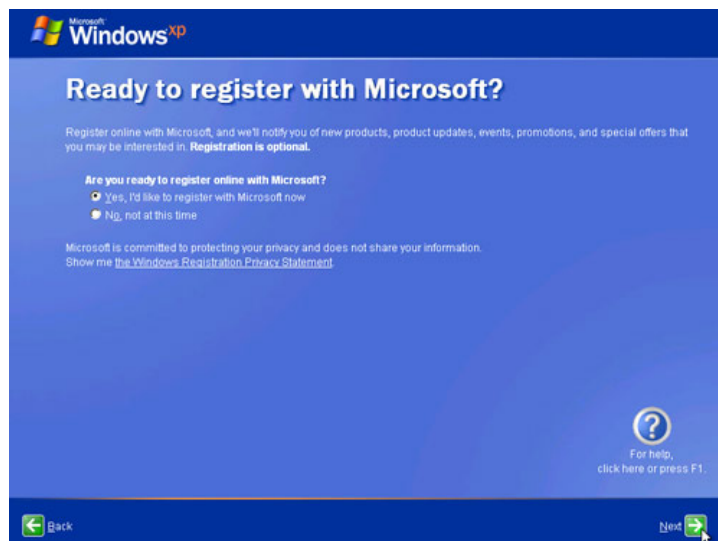 Microsoft
Windows xp
Ready to register with Microsoft?
Register online with Microsoft, and we'll notify you of new products, product updates, events, promotions, and special offers that
you may be interested in. Registration is optional.
Are you ready to register online with Microsoft?
Yes, I'd like to register with Microsoft now
No, not at this time
Microsoft is committed to protecting your privacy and does not share your information.
Show me the Windows Registration Privacy Statement.
?
For help,
click here or press F1.
Back
Next